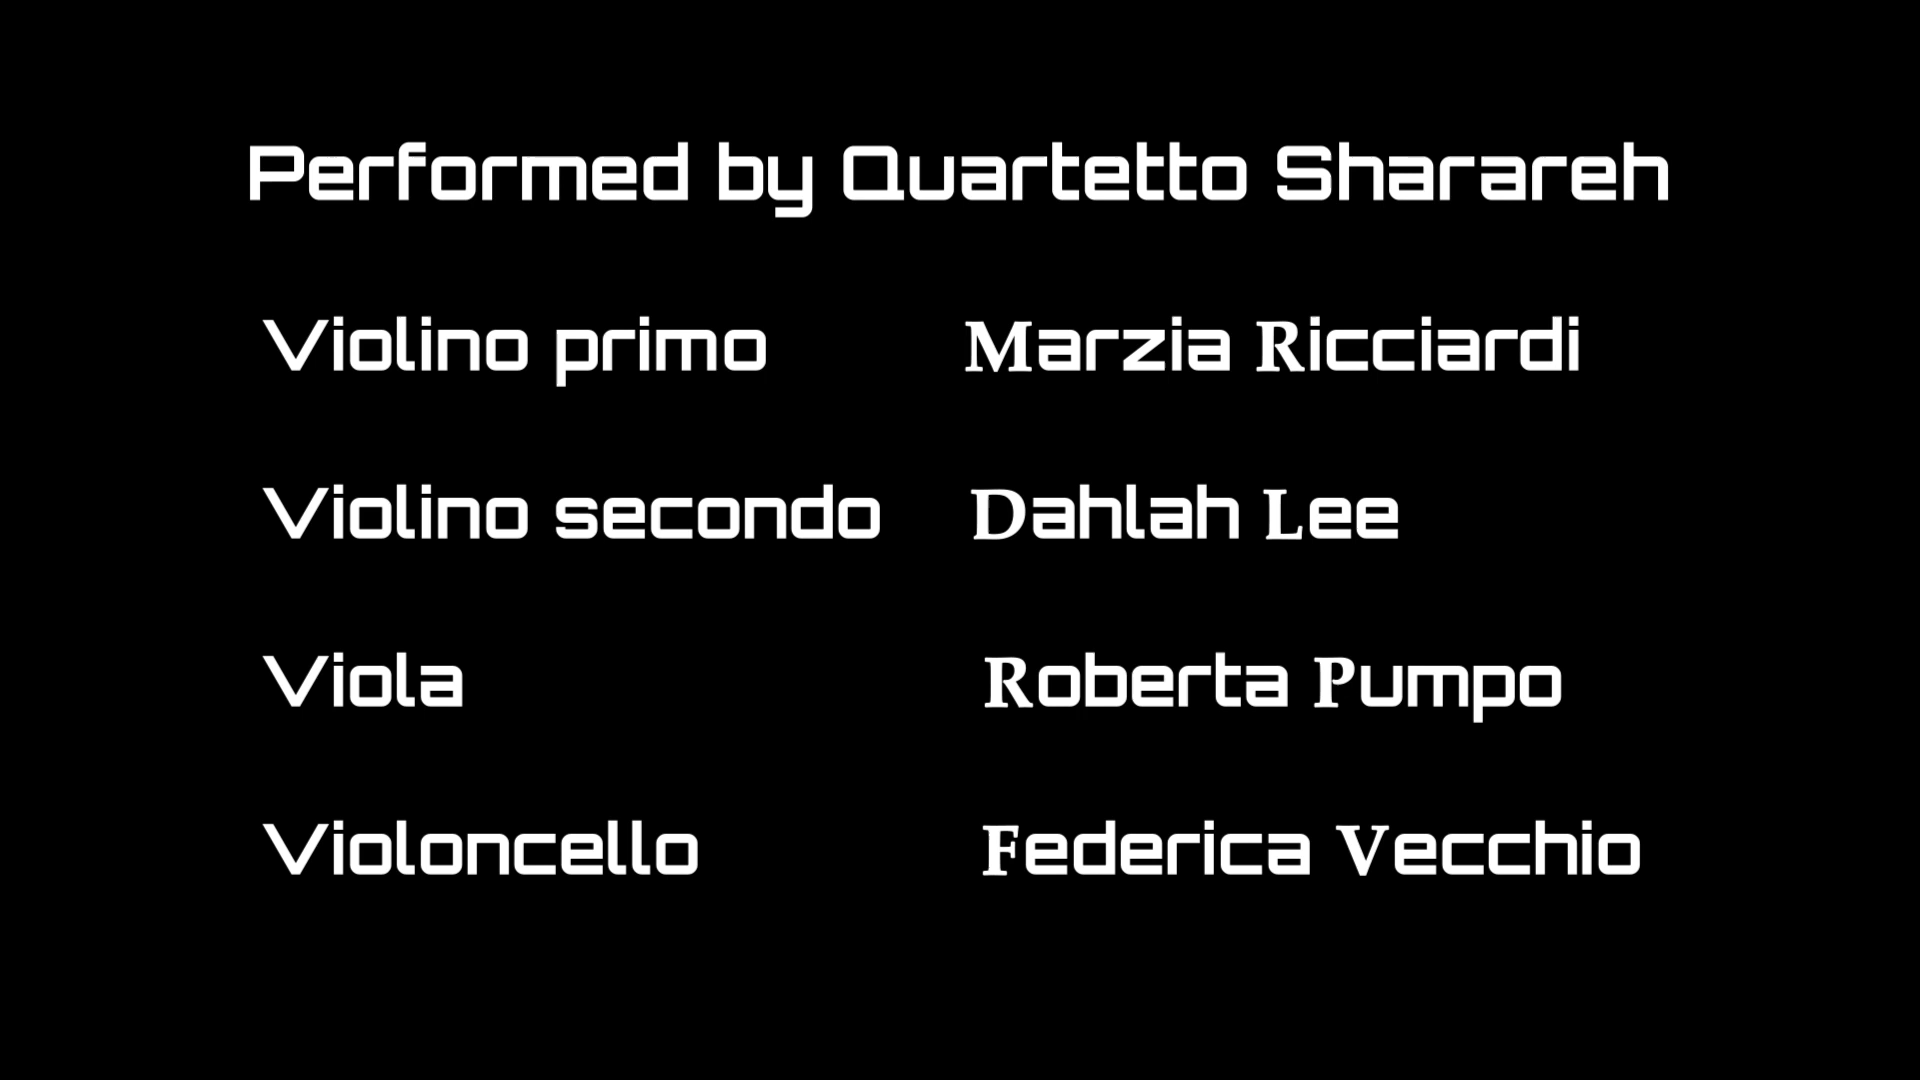 Performed by Quartetto Sharareh
Violino primo Marzia Ricciardi
Violino secondo Dahlah Lee
Viola Roberta Pumpo
Violoncello Federica Vecchio